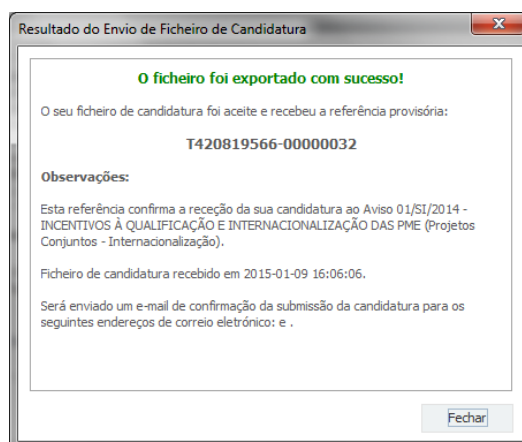 Resultado do Envio de Ficheiro de Candidatura
O ficheiro foi exportado com sucesso!
O seu ficheiro de candidatura foi aceite e recebeu a referência provisória:
T420819566-00000032
Observações:
Esta referência confirma a receção da sua candidatura ao Aviso 01/SI/2014 -
INCENTIVOS À QUALIFICAÇÃO E INTERNACIONALIZAÇÃO DAS PME (Projetos
Conjuntos - Internacionalização).
Ficheiro de candidatura recebido em 2015-01-09 16:06:06.
Será enviado um e-mail de confirmação da submissão da candidatura para os
seguintes endereços de correio eletrónico: e .
Fechar